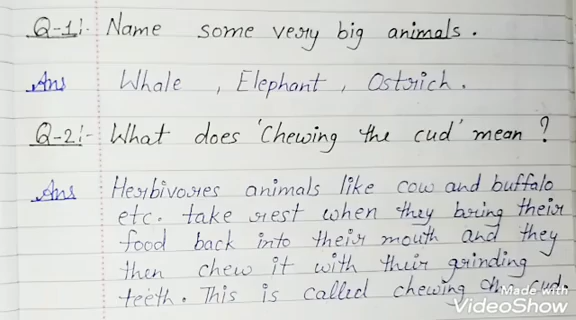 Q-1:- Name some very big animals.
Ans Whale, Elephant, Ostrich.
Q-2:- What does 'Chewing the cud' mean?
Ans Herbivores animals like cow and buffalo
etc. take rest when they bring their
food back into their mouth and they
then chew it with their grinding
teeth. This is called chewing the cud.
Made with
VideoShow